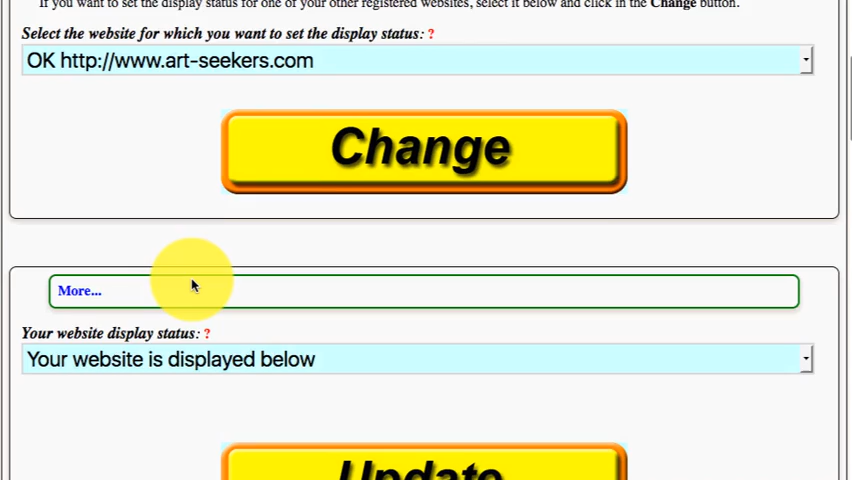 If you want to set the display status for one of your other registered websites, select it below and click in the Change button.
Select the website for which you want to set the display status: ?
OK http://www.art-seekers.com
Change
More...
Your website display status: ?
Your website is displayed below
Update